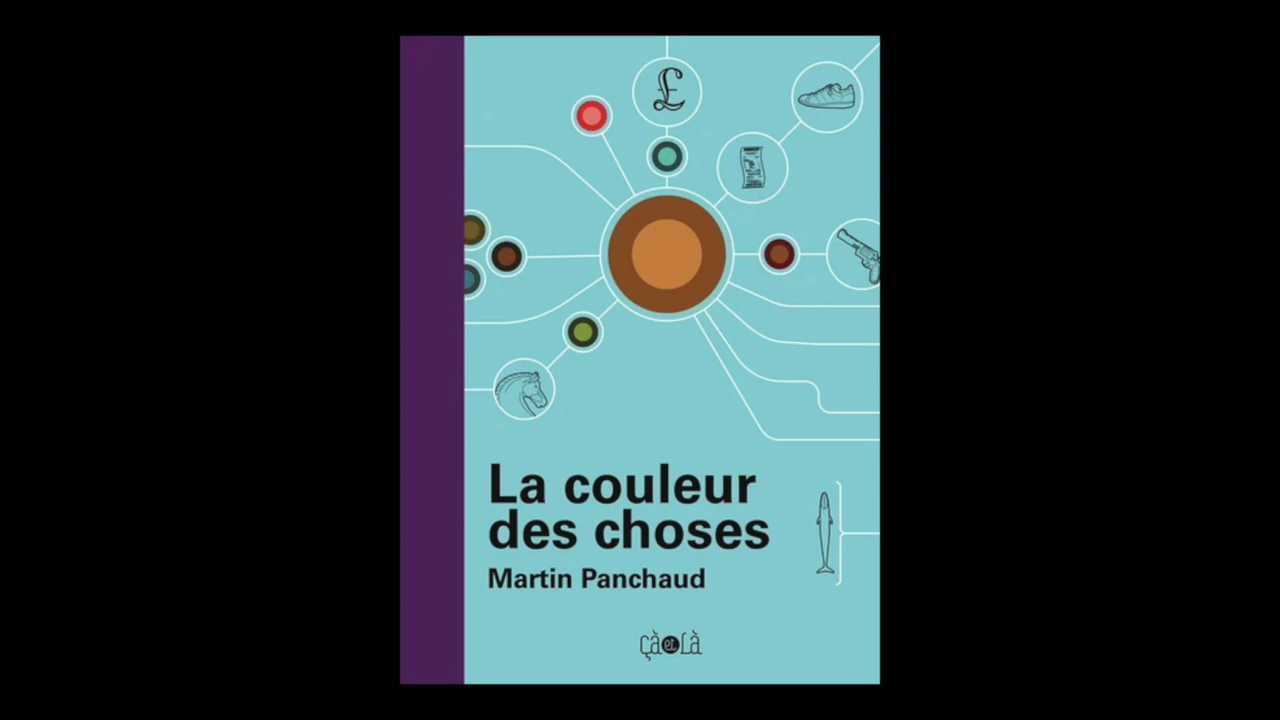 £
La couleur
des choses
Martin Panchaud
çà et Là